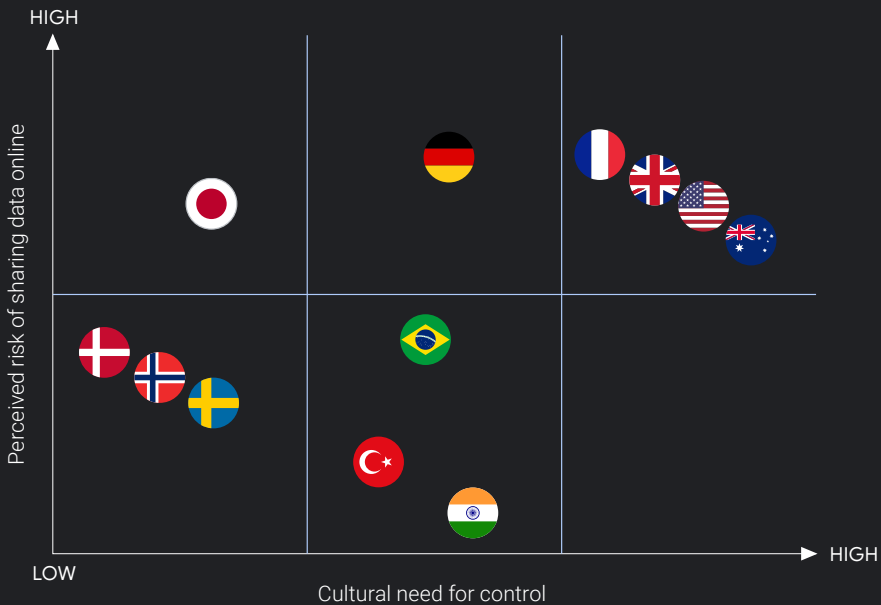 HIGH
Perceived risk of sharing data online
HIGH
LOW
Cultural need for control